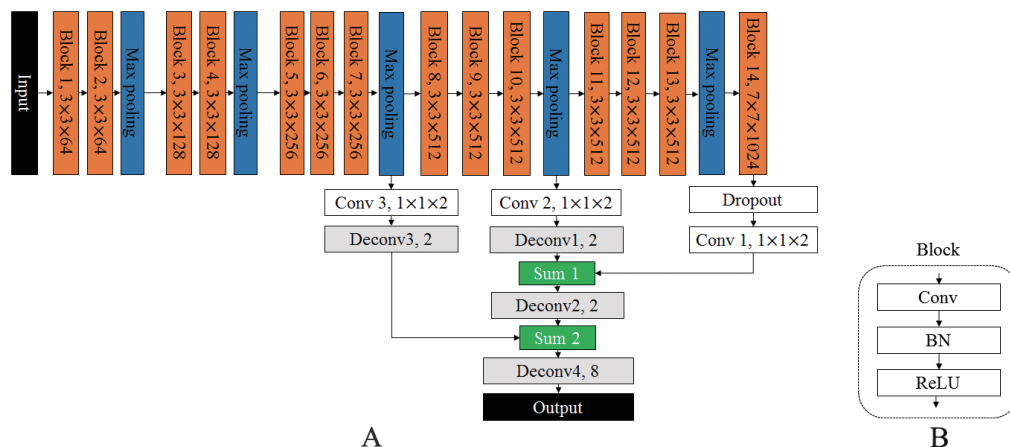 Input
Block 1, 3×3×64
Block 2, 3×3×64
Max pooling
Block 3, 3×3×128
Block 4, 3×3×128
Max pooling
Block 5, 3×3×256
Block 6, 3×3×256
Block 7, 3×3×256
Max pooling
Block 8, 3×3×512
Block 9, 3×3×512
Block 10, 3×3×512
Max pooling
Block 11, 3×3×512
Block 12, 3×3×512
Block 13, 3×3×512
Max pooling
Block 14, 7×7×1024
Conv 3, 1×1×2
Conv 2, 1×1×2
Dropout
Deconv3, 2
Deconv1, 2
Conv 1, 1×1×2
Sum 1
Deconv2, 2
Sum 2
Deconv4, 8
Output
A
Block
Conv
BN
ReLU
B